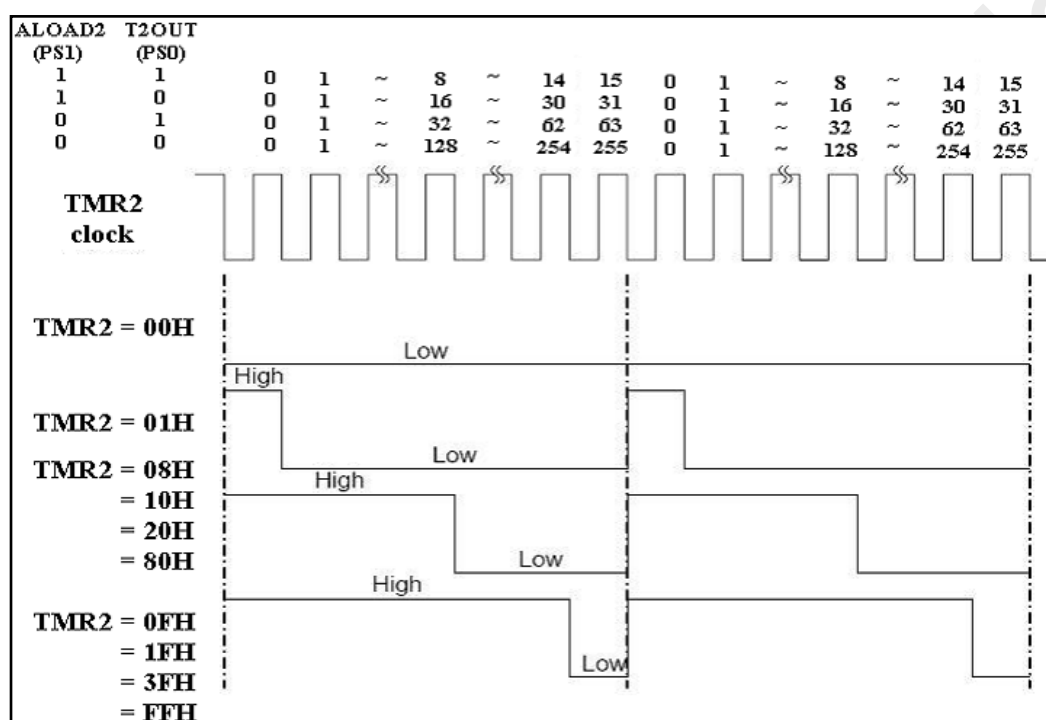 ALOAD2 T2OUT
(PS1) (PS0)
1 1 0 1 ~ 8 ~ 14 15 0 1 ~ 8 ~ 14 15
1 0 0 1 ~ 16 ~ 30 31 0 1 ~ 16 ~ 30 31
0 1 0 1 ~ 32 ~ 62 63 0 1 ~ 32 ~ 62 63
0 0 0 1 ~ 128 ~ 254 255 0 1 ~ 128 ~ 254 255
TMR2
clock
TMR2 = 00H
Low
High
TMR2 = 01H
Low
TMR2 = 08H
High
= 10H
= 20H
= 80H
Low
High
TMR2 = 0FH
= 1FH
Low
= 3FH
= FFH